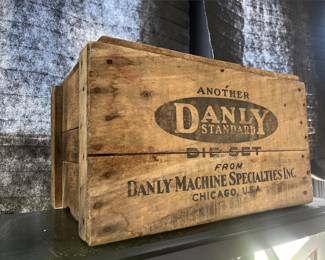 ANOTHER
DANLY
STANDARD
DIE SET
FROM
DANLY MACHINE SPECIALTIES INC.
CHICAGO, U.S.A.